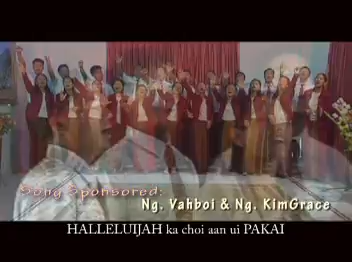 Song Sponsored:
Ng. Vahboi & Ng. KimGrace
HALLELUIJAH ka choi aan ui PAKAI